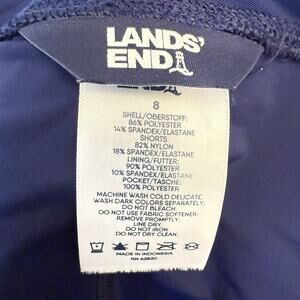 LANDS'
END
8
SHELL/OBERSTOFF:
86% POLYESTER
14% SPANDEX/ELASTANE
SHORTS:
82% NYLON
18% SPANDEX/ELASTANE
LINING/FUTTER:
90% POLYESTER
10% SPANDEX/ELASTANE
POCKET/TASCHE:
100% POLYESTER
MACHINE WASH COLD DELICATE.
WASH DARK COLORS SEPARATELY.
DO NOT BLEACH.
DO NOT USE FABRIC SOFTENER.
REMOVE PROMPTLY.
LINE DRY.
DO NOT IRON
DO NOT DRY CLEAN
MADE IN INDONESIA
RN 62830